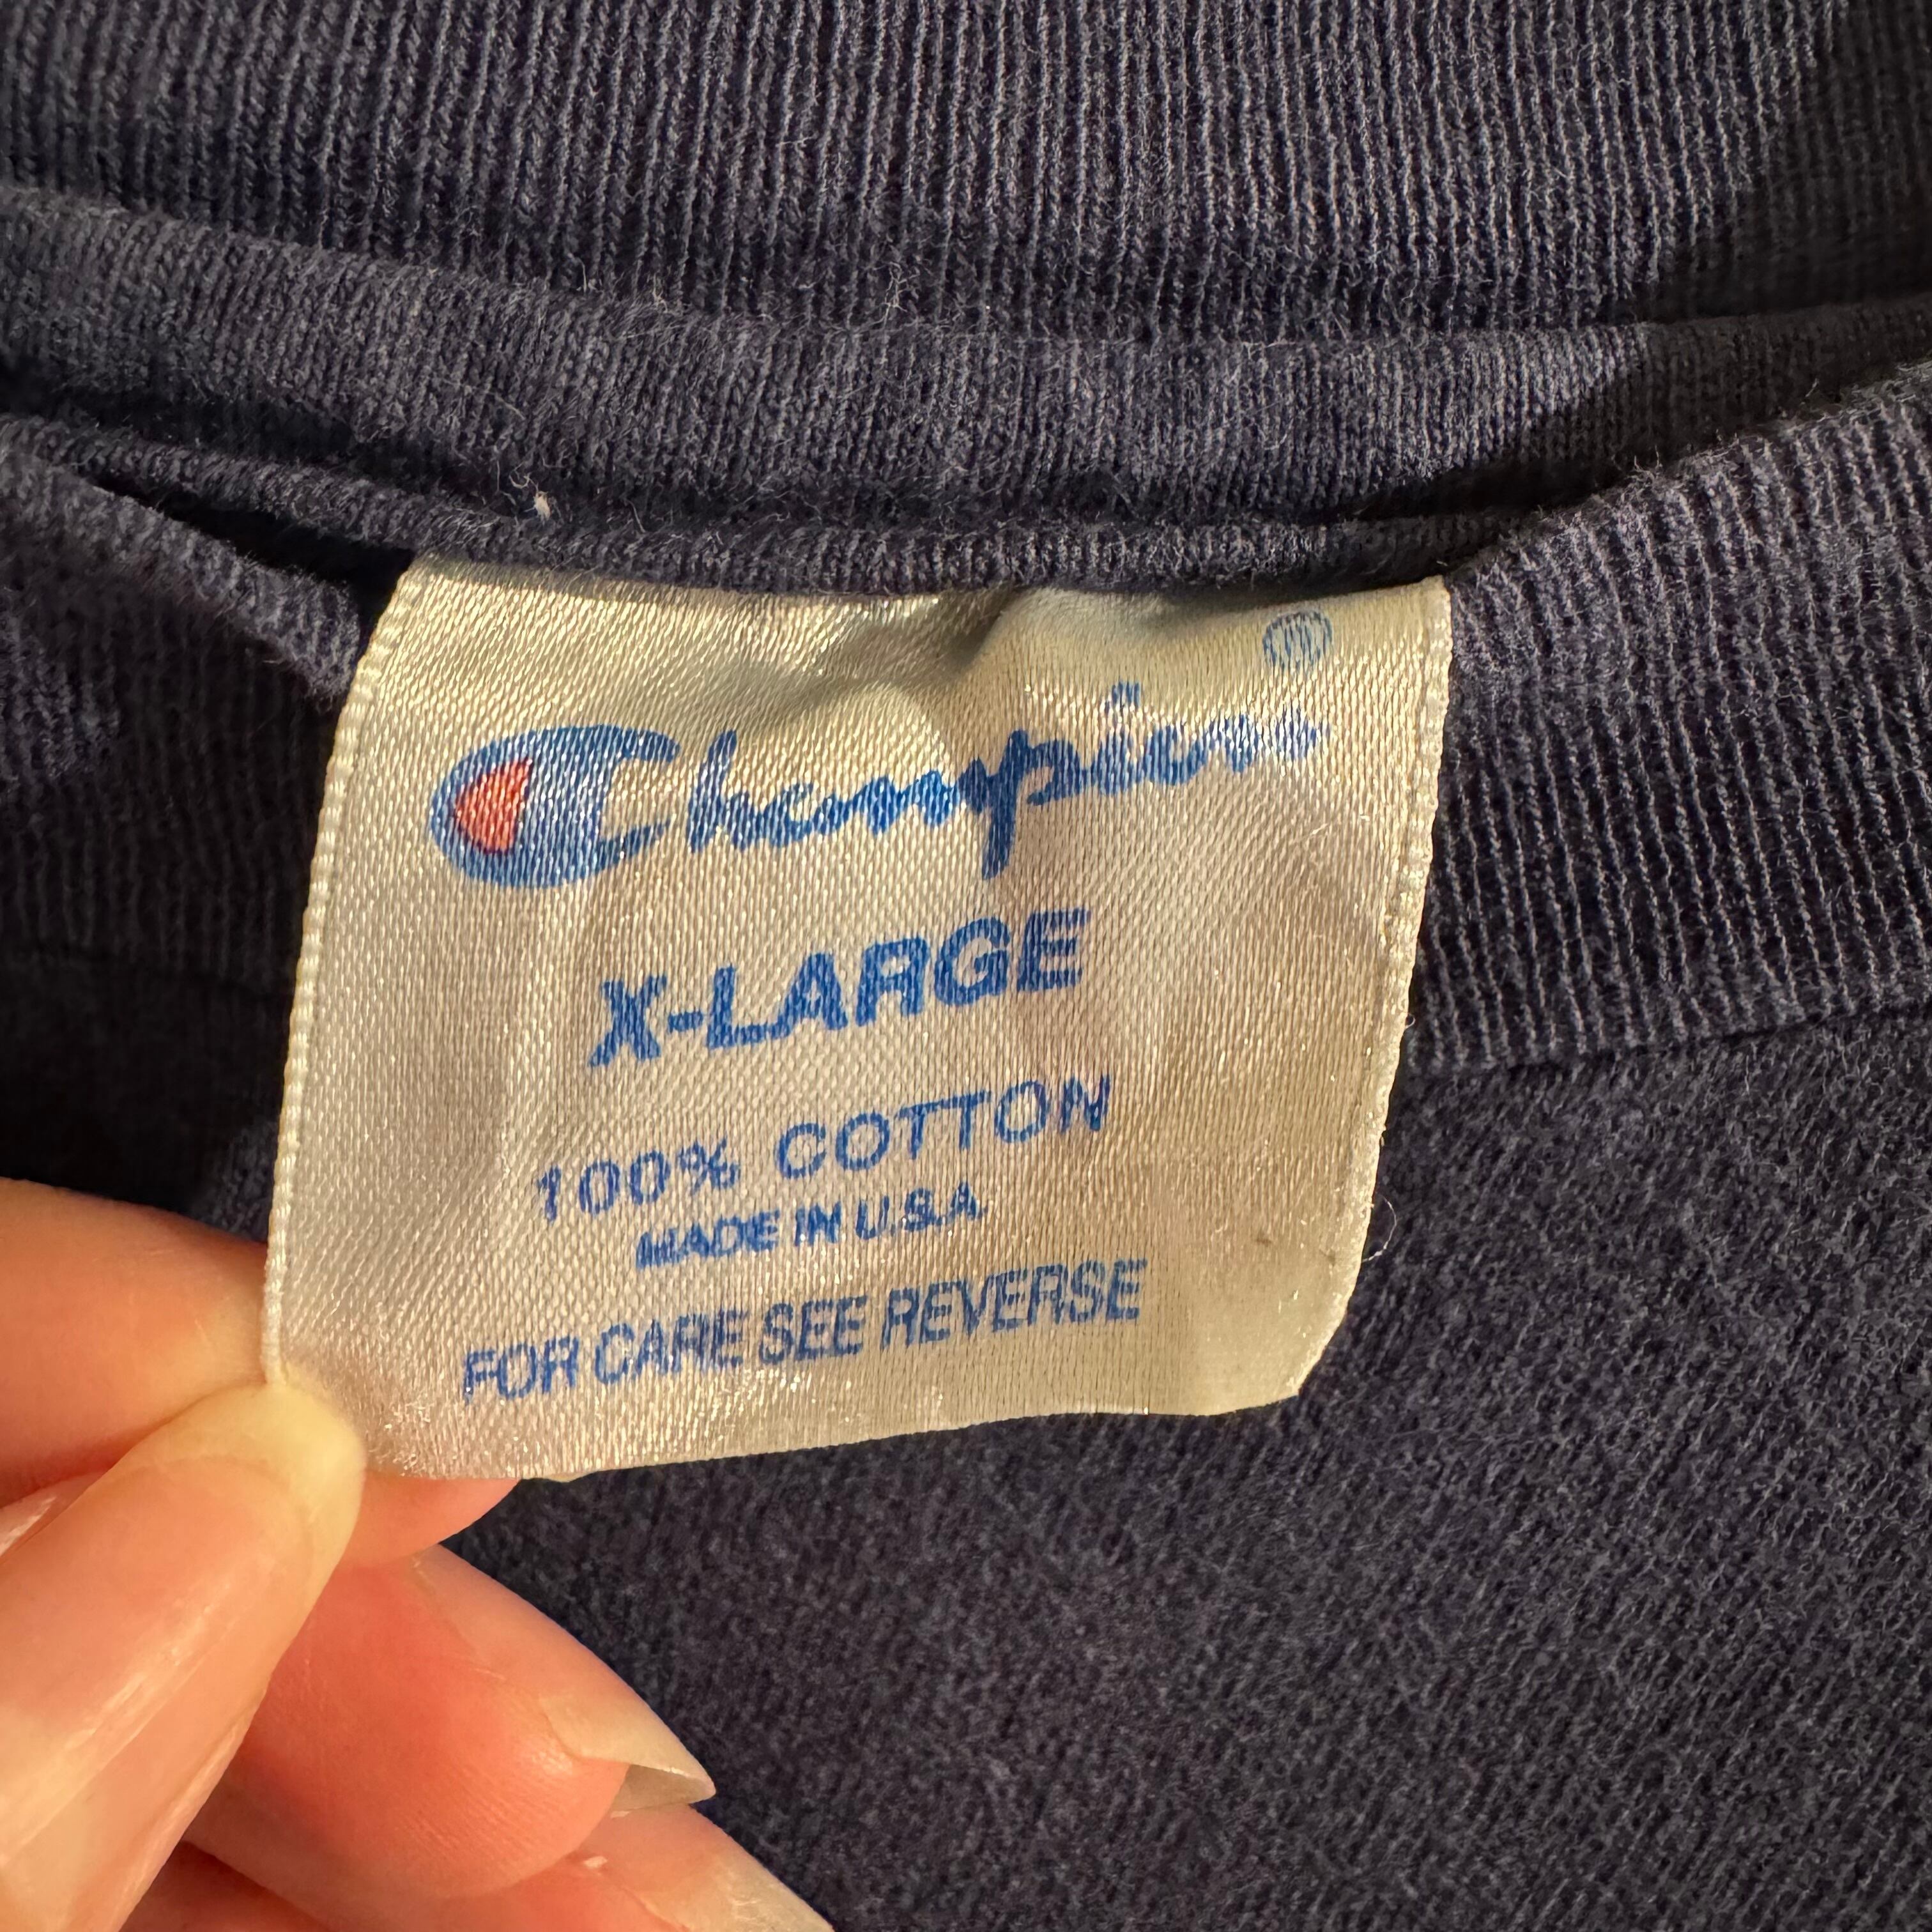 ®
Champion
X-LARGE
100% COTTON
MADE IN U.S.A.
FOR CARE SEE REVERSE